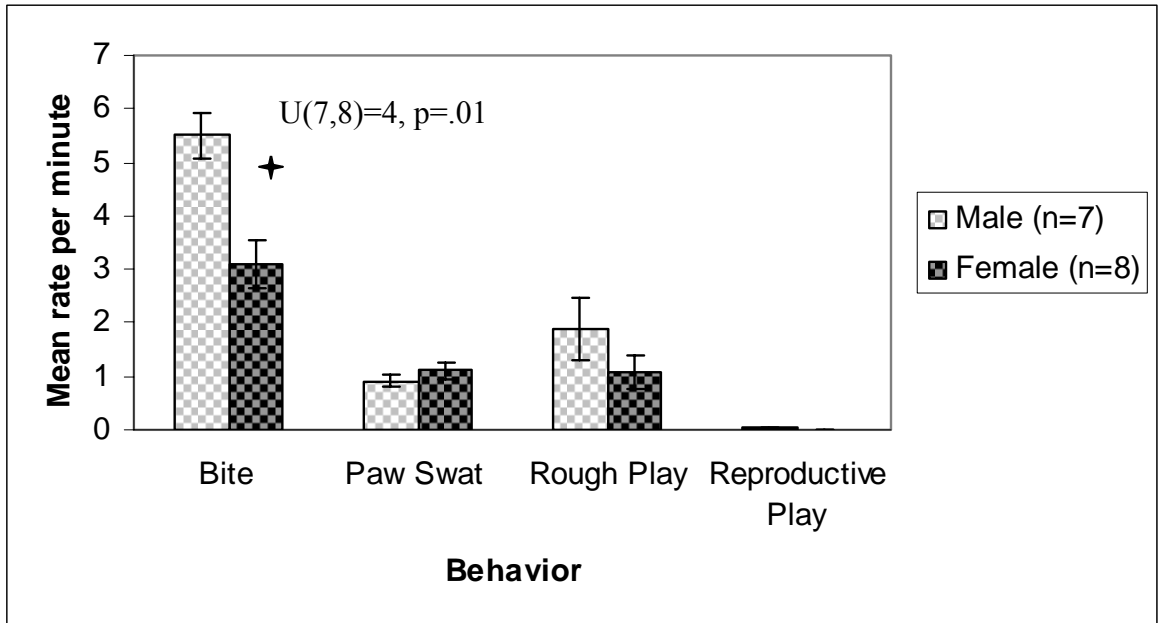 Mean rate per minute
7
6
5
4
3
2
1
0
U(7,8)=4, p=.01
Bite
Paw Swat
Rough Play
Reproductive
Play
Behavior
Male (n=7)
Female (n=8)